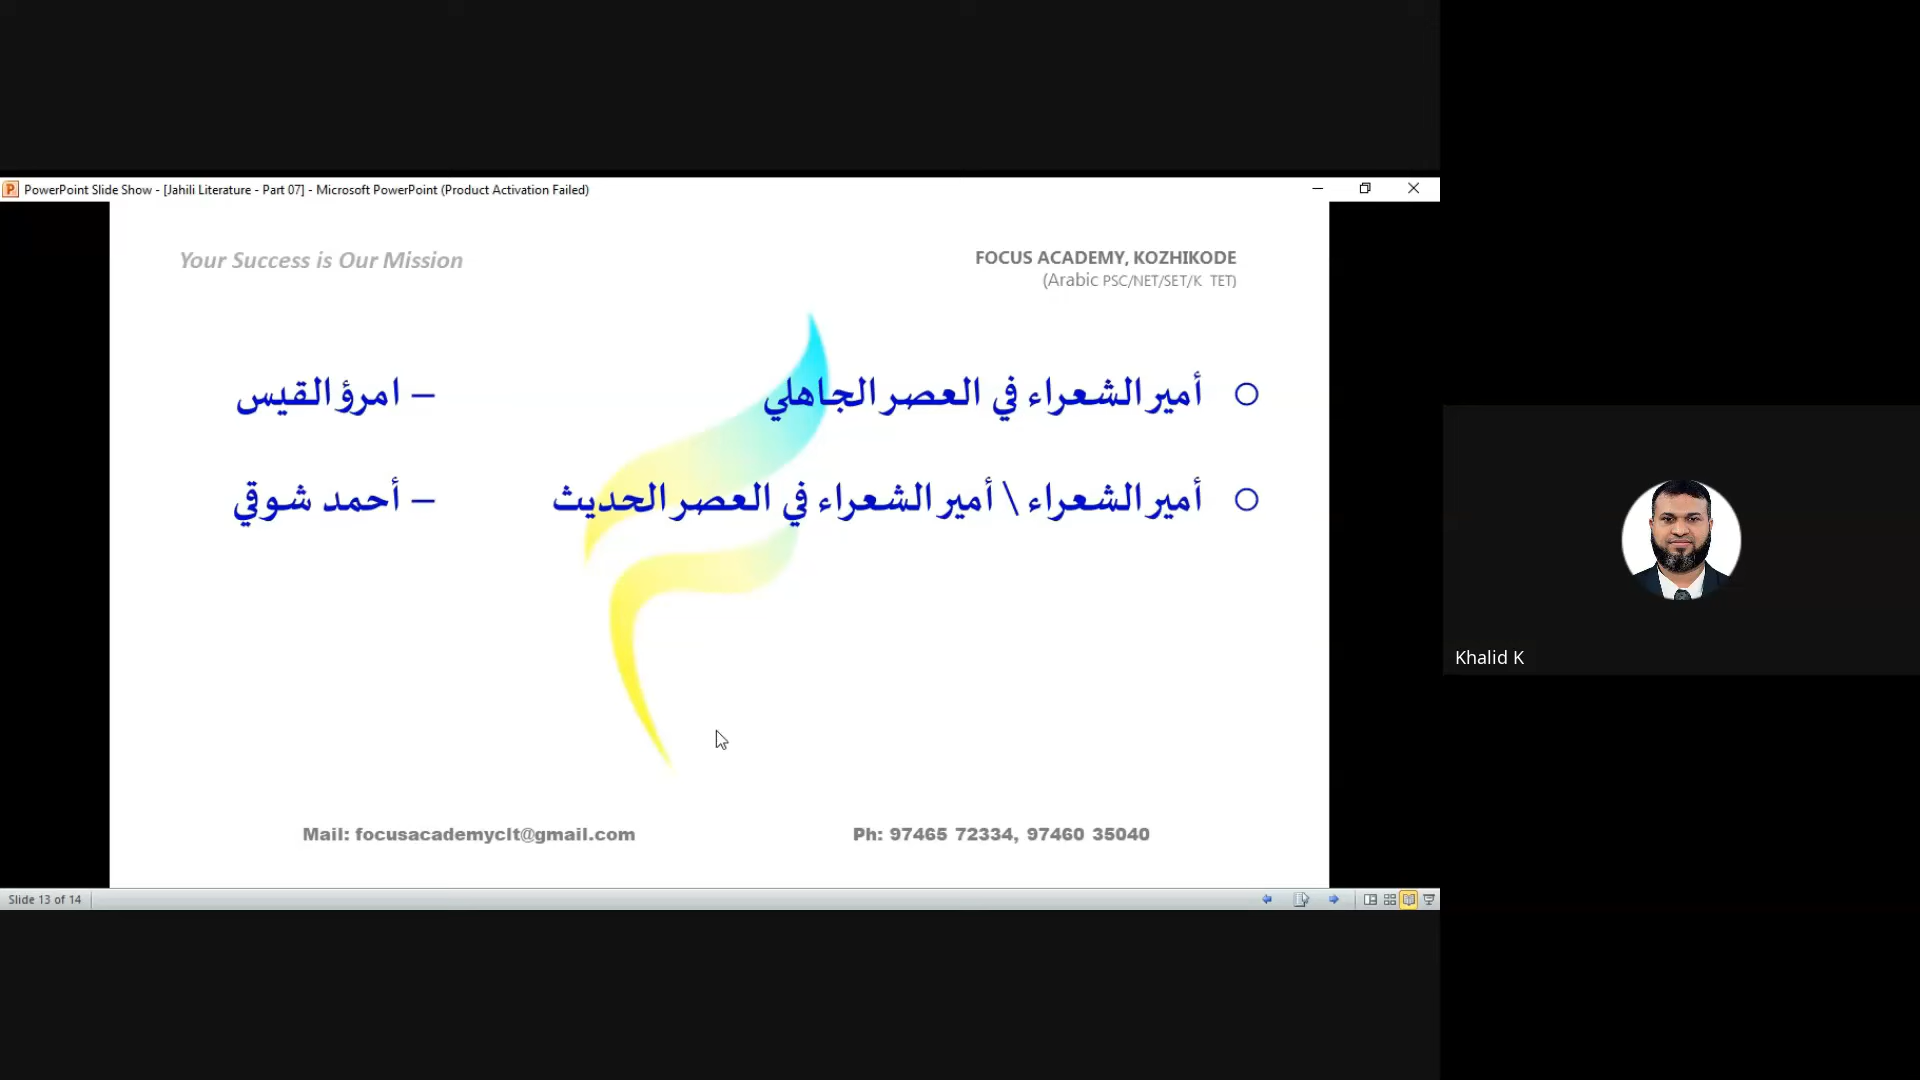 PowerPoint Slide Show - [Jahili Literature - Part 07] - Microsoft PowerPoint (Product Activation Failed)
Your Success is Our Mission
FOCUS ACADEMY, KOZHIKODE
(Arabic PSC/NET/SET/K TET)
أمير الشعراء في العصر الجاهلي – امرؤ القيس
أمير الشعراء \ أمير الشعراء في العصر الحديث – أحمد شوقي
Khalid K
Mail: focusacademyclt@gmail.com
Ph: 97465 72334, 97460 35040
Slide 13 of 14